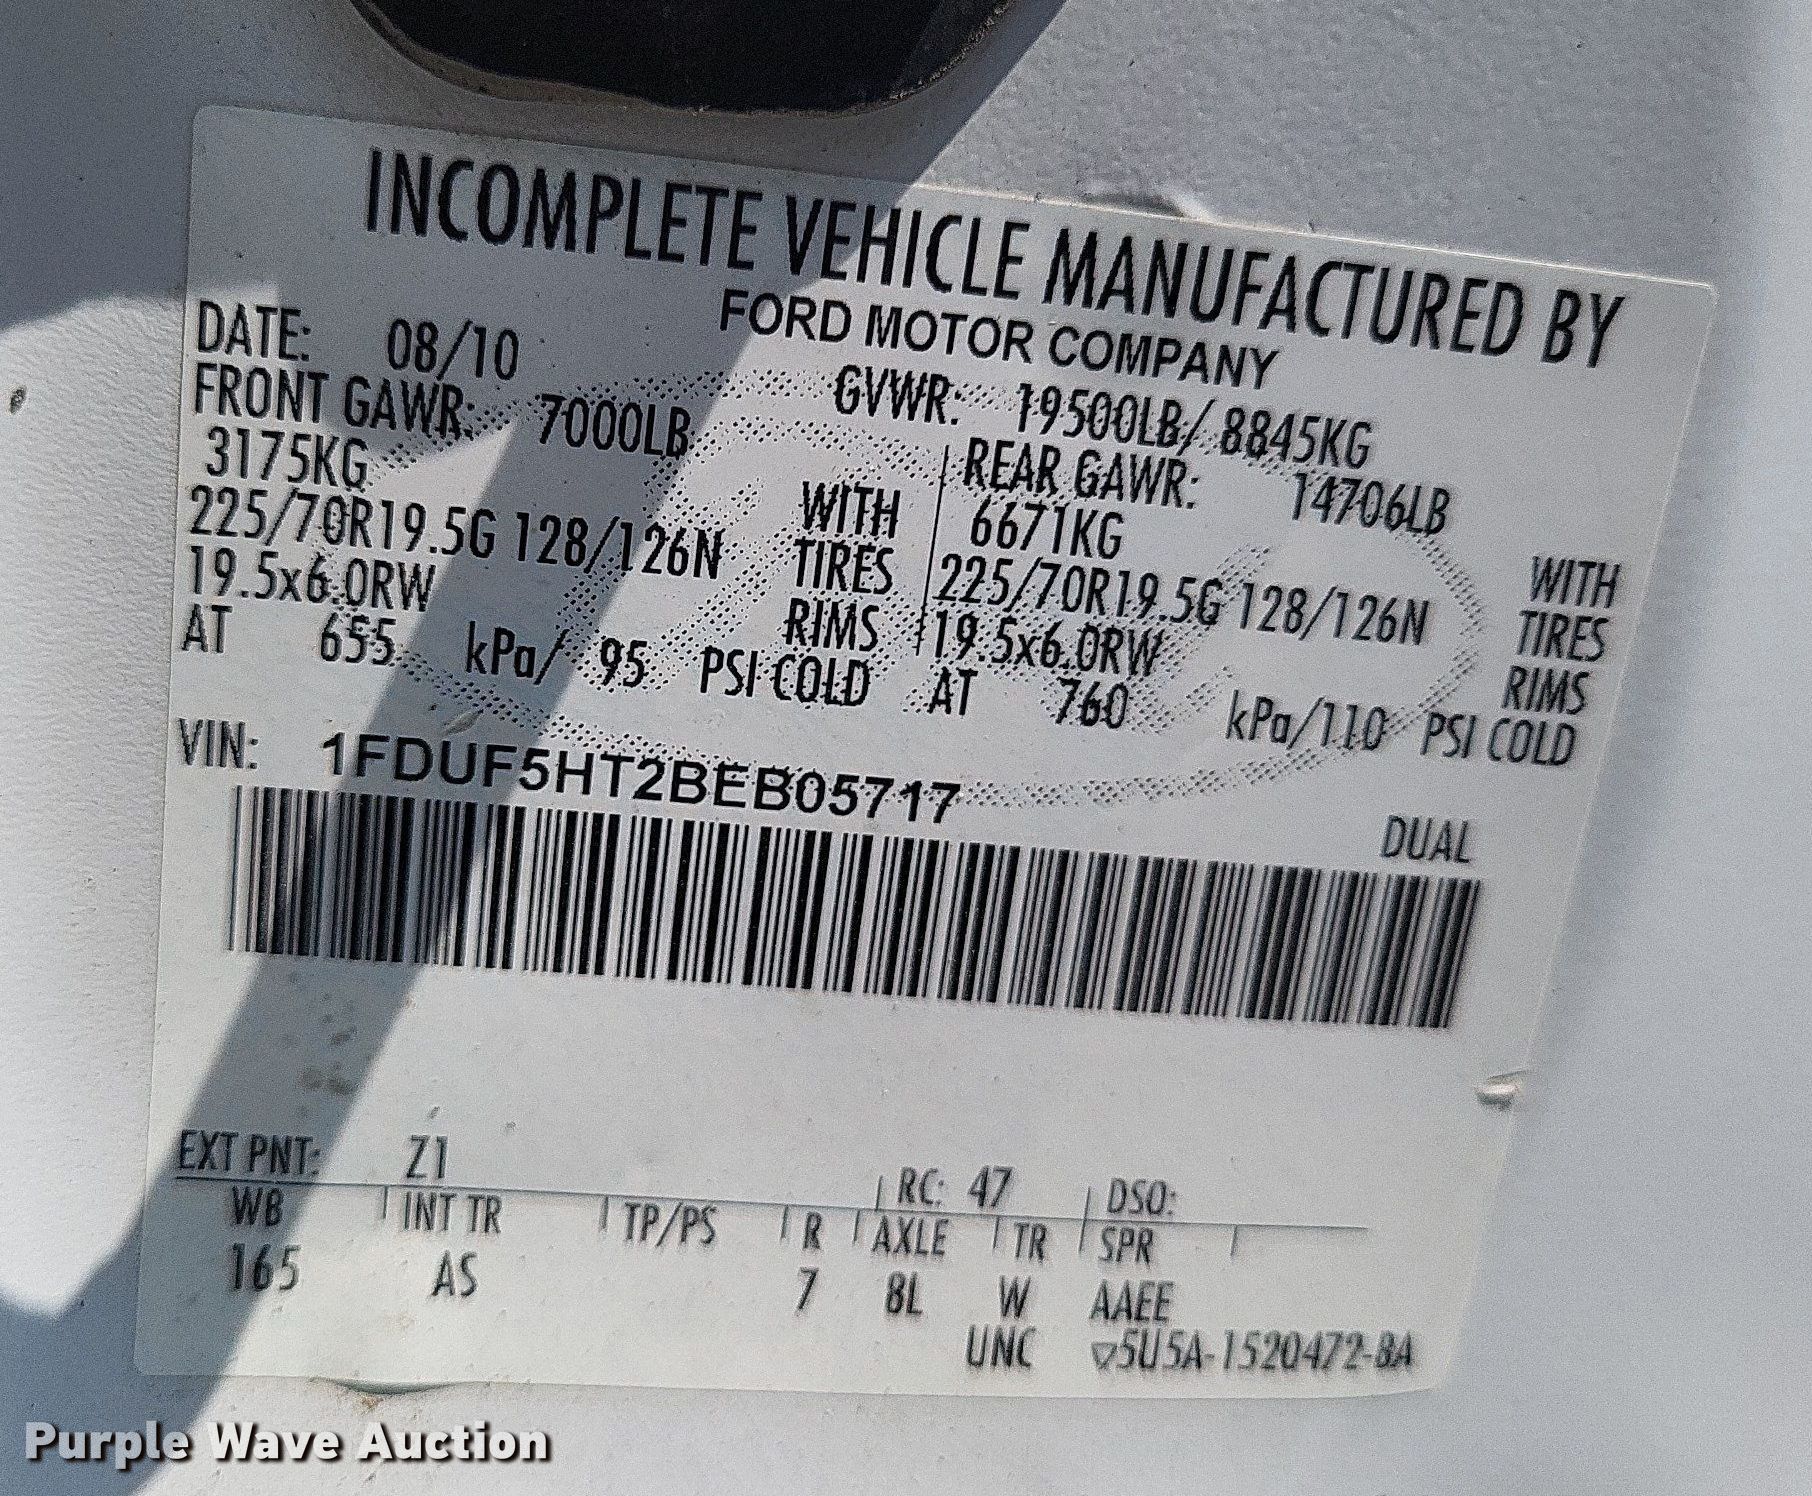 INCOMPLETE VEHICLE MANUFACTURED BY
FORD MOTOR COMPANY
DATE: 08/10 GVWR: 19500LB/ 8845KG
FRONT GAWR: 7000LB REAR GAWR: 14706LB
3175KG WITH 6671KG WITH
225/70R19.5G 128/126N TIRES 225/70R19.5G 128/126N TIRES
19.5x6.0RW RIMS 19.5x6.0RW RIMS
AT 655 kPa/ 95 PSI COLD AT 760 kPa/110 PSI COLD
VIN: 1FDUF5HT2BEB05717
DUAL
EXT PNT: Z1 RC: 47 DSO:
WB INT TR TP/PS R AXLE TR SPR
165 AS 7 8L W AAEE
UNC ▽5U5A-1520472-BA
Purple Wave Auction